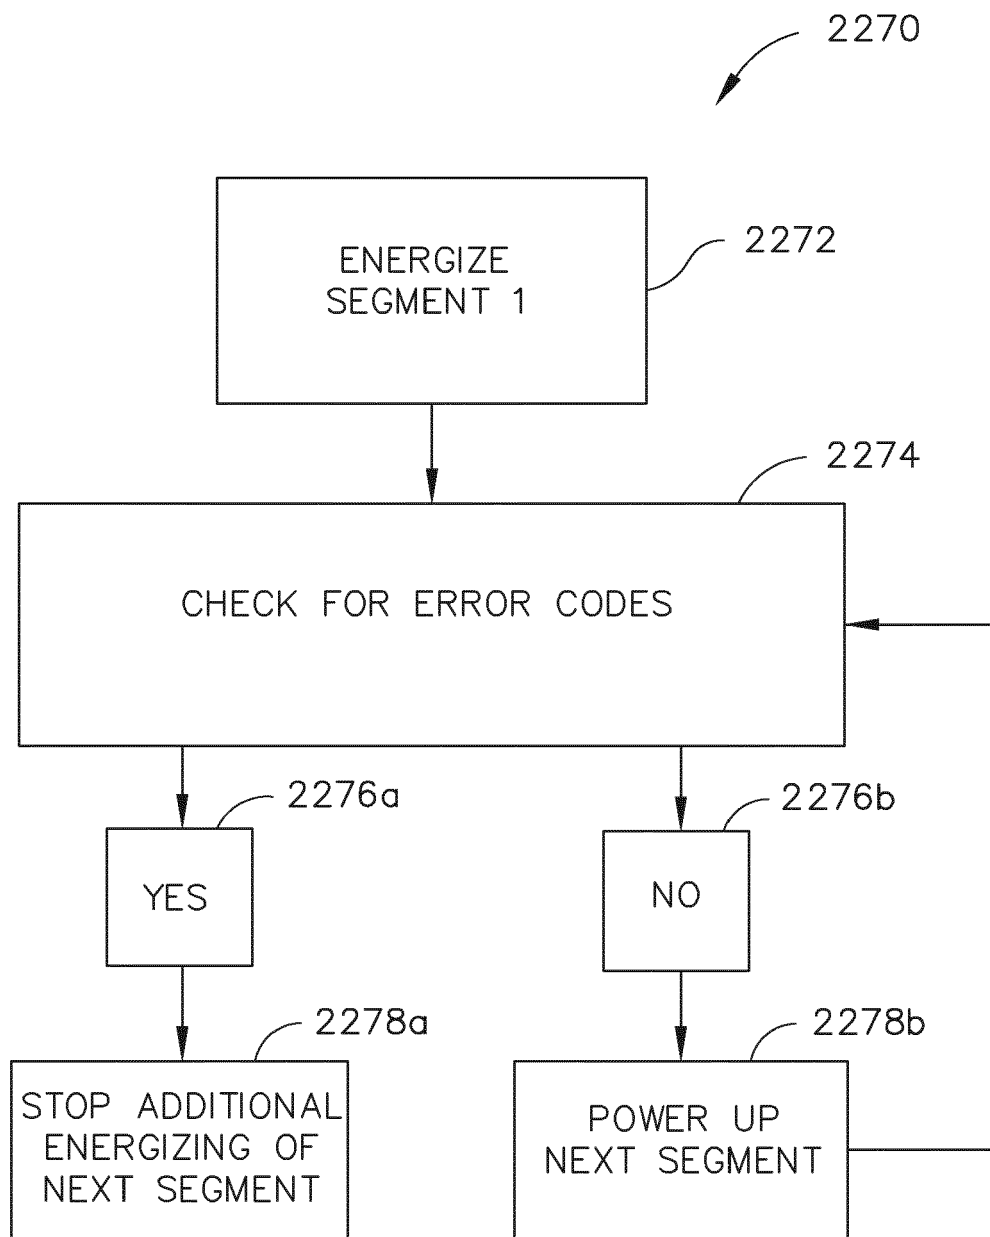 2270
ENERGIZE
SEGMENT 1
2272
2274
CHECK FOR ERROR CODES
2276a
2276b
YES
NO
2278a
2278b
STOP ADDITIONAL
ENERGIZING OF
NEXT SEGMENT
POWER UP
NEXT SEGMENT